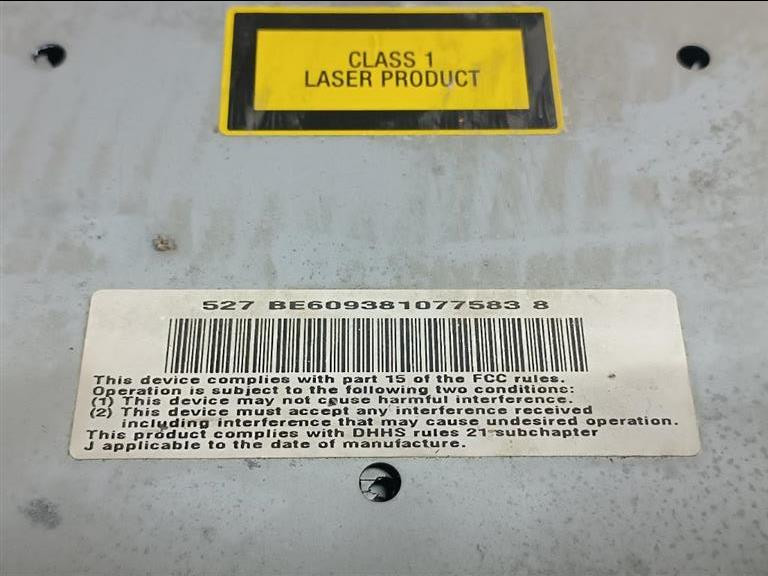 CLASS 1
LASER PRODUCT
527 BE609381077583 8
This device complies with part 15 of the FCC rules.
Operation is subject to the following two conditions:
(1) This device may not cause harmful interference.
(2) This device must accept any interference received
including interference that may cause undesired operation.
This product complies with DHHS rules 21 subchapter
J applicable to the date of manufacture.